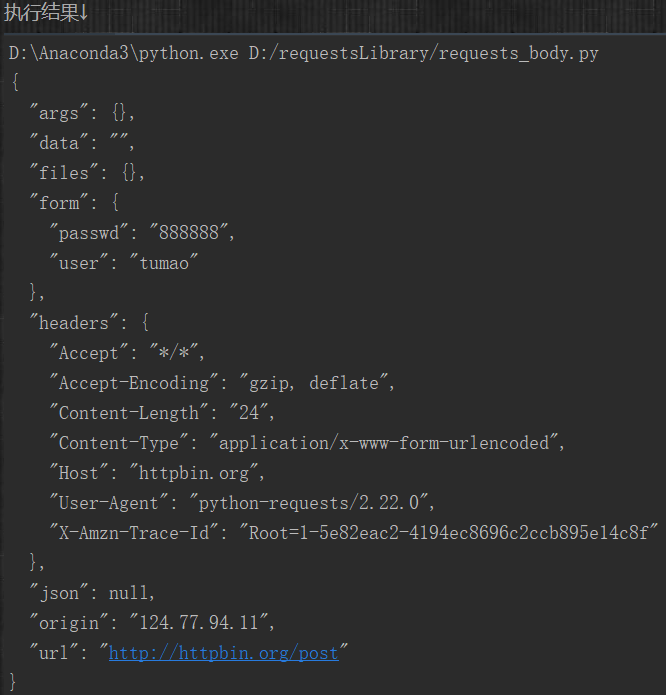 执行结果↓
D:\Anaconda3\python.exe D:/requestsLibrary/requests_body.py
{
  "args": {},
  "data": "",
  "files": {},
  "form": {
    "passwd": "888888",
    "user": "tumao"
  },
  "headers": {
    "Accept": "*/*",
    "Accept-Encoding": "gzip, deflate",
    "Content-Length": "24",
    "Content-Type": "application/x-www-form-urlencoded",
    "Host": "httpbin.org",
    "User-Agent": "python-requests/2.22.0",
    "X-Amzn-Trace-Id": "Root=1-5e82eac2-4194ec8696c2ccb895e14c8f"
  },
  "json": null,
  "origin": "124.77.94.11",
  "url": "http://httpbin.org/post"
}